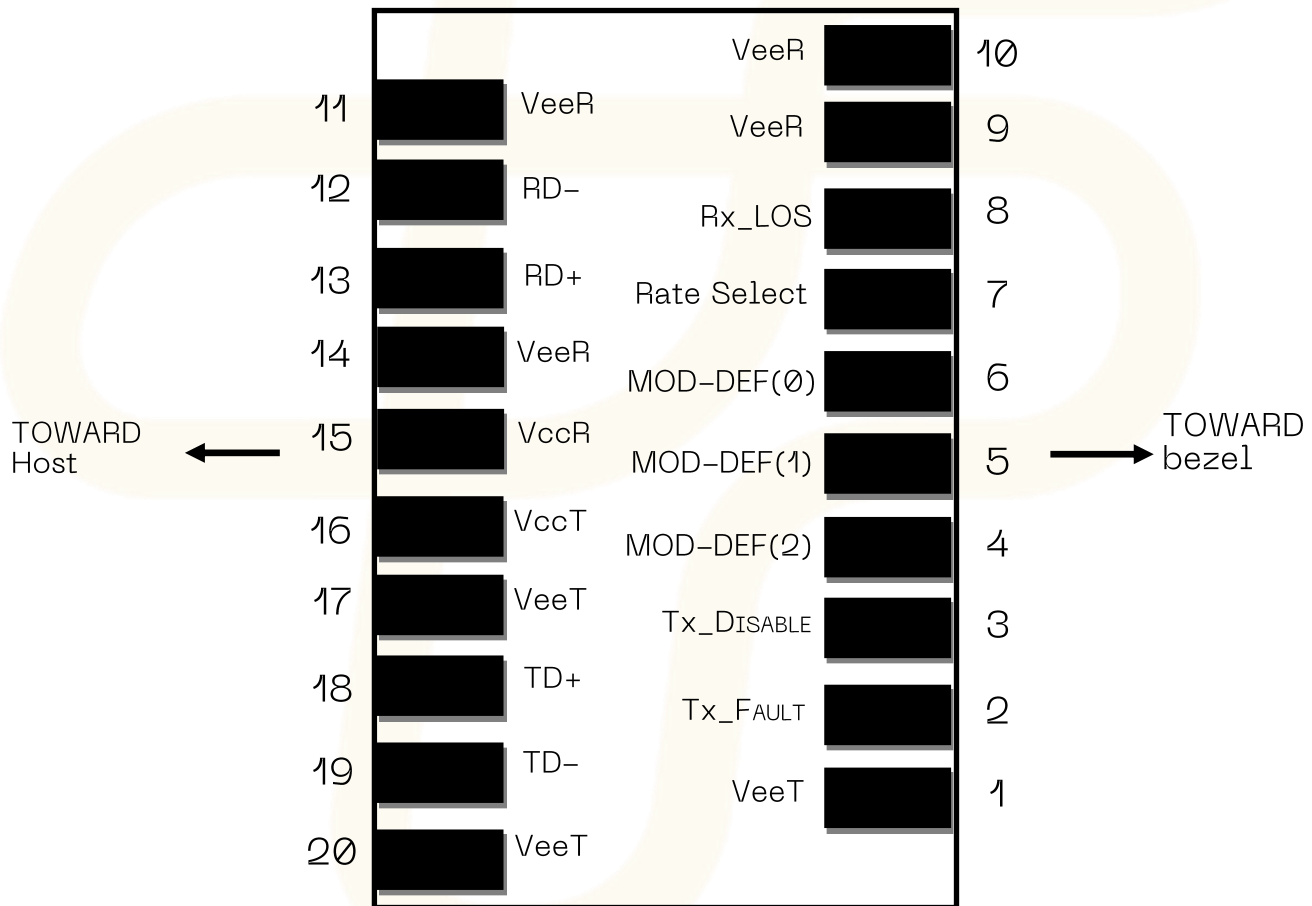 VeeR 10
11 VeeR
VeeR 9
12 RD-
Rx_LOS 8
13 RD+
Rate Select 7
14 VeeR
MOD-DEF(0) 6
TOWARD
Host
15 VccR
MOD-DEF(1) 5
TOWARD
bezel
16 VccT
MOD-DEF(2) 4
17 VeeT
Tx_DISABLE 3
18 TD+
Tx_FAULT 2
19 TD-
VeeT 1
20 VeeT